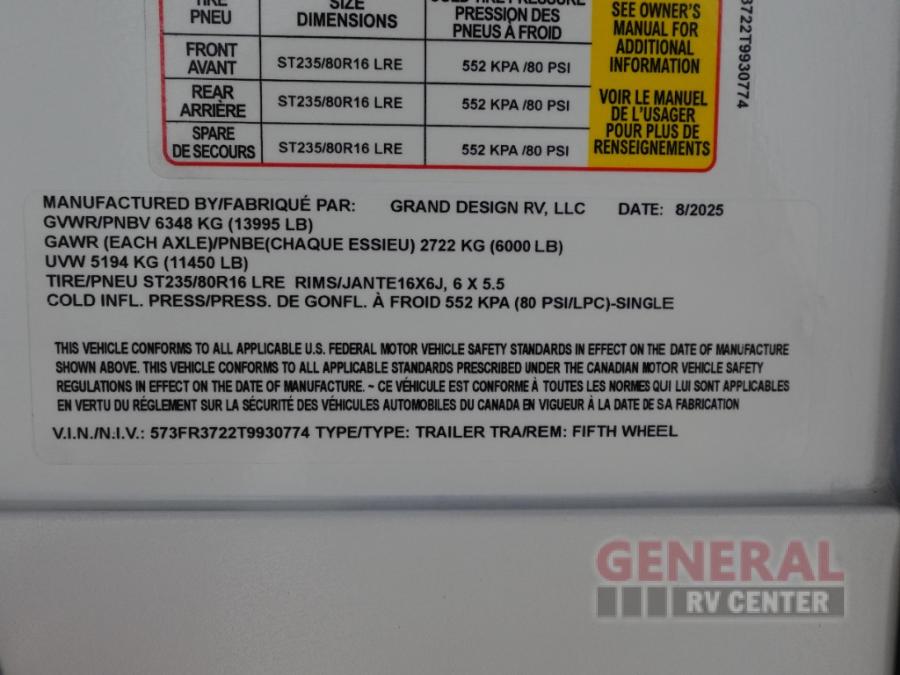 TIRE SIZE COLD TIRE PRESSURE
PNEU DIMENSIONS PRESSION DES
PNEUS À FROID
FRONT
AVANT ST235/80R16 LRE 552 KPA /80 PSI
REAR
ARRIÈRE ST235/80R16 LRE 552 KPA /80 PSI
SPARE
DE SECOURS ST235/80R16 LRE 552 KPA /80 PSI
SEE OWNER'S
MANUAL FOR
ADDITIONAL
INFORMATION
VOIR LE MANUEL
DE L'USAGER
POUR PLUS DE
RENSEIGNEMENTS
3722T9930774
MANUFACTURED BY/FABRIQUÉ PAR: GRAND DESIGN RV, LLC DATE: 8/2025
GVWR/PNBV 6348 KG (13995 LB)
GAWR (EACH AXLE)/PNBE(CHAQUE ESSIEU) 2722 KG (6000 LB)
UVW 5194 KG (11450 LB)
TIRE/PNEU ST235/80R16 LRE RIMS/JANTE16X6J, 6 X 5.5
COLD INFL. PRESS/PRESS. DE GONFL. À FROID 552 KPA (80 PSI/LPC)-SINGLE
THIS VEHICLE CONFORMS TO ALL APPLICABLE U.S. FEDERAL MOTOR VEHICLE SAFETY STANDARDS IN EFFECT ON THE DATE OF MANUFACTURE
SHOWN ABOVE. THIS VEHICLE CONFORMS TO ALL APPLICABLE STANDARDS PRESCRIBED UNDER THE CANADIAN MOTOR VEHICLE SAFETY
REGULATIONS IN EFFECT ON THE DATE OF MANUFACTURE. ~ CE VÉHICULE EST CONFORME À TOUTES LES NORMES QUI LUI SONT APPLICABLES
EN VERTU DU RÉGLEMENT SUR LA SÉCURITÉ DES VÉHICULES AUTOMOBILES DU CANADA EN VIGUEUR À LA DATE DE SA FABRICATION
V.I.N./N.I.V.: 573FR3722T9930774 TYPE/TYPE: TRAILER TRA/REM: FIFTH WHEEL
GENERAL
RV CENTER